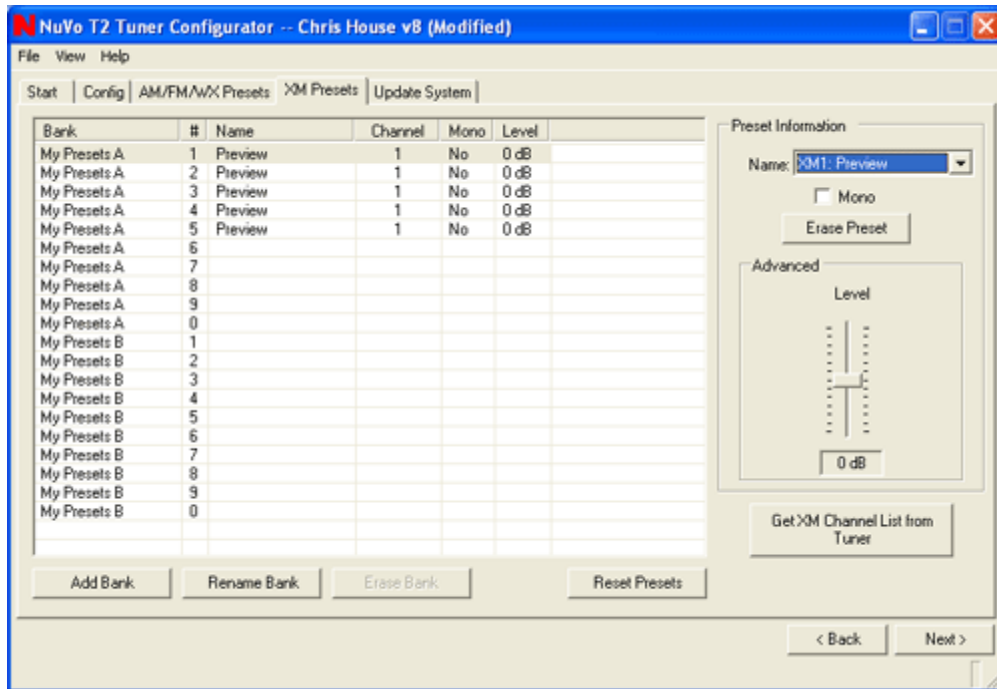 NuVo T2 Tuner Configurator -- Chris House v8 (Modified)
File View Help
Start Config AM/FM/WX Presets XM Presets Update System
Bank # Name Channel Mono Level
My Presets A 1 Preview 1 No 0 dB
My Presets A 2 Preview 1 No 0 dB
My Presets A 3 Preview 1 No 0 dB
My Presets A 4 Preview 1 No 0 dB
My Presets A 5 Preview 1 No 0 dB
My Presets A 6
My Presets A 7
My Presets A 8
My Presets A 9
My Presets A 0
My Presets B 1
My Presets B 2
My Presets B 3
My Presets B 4
My Presets B 5
My Presets B 6
My Presets B 7
My Presets B 8
My Presets B 9
My Presets B 0
Add Bank Rename Bank Erase Bank Reset Presets
Preset Information
Name: XM1: Preview
Mono
Erase Preset
Advanced
Level
0 dB
Get XM Channel List from
Tuner
< Back Next >